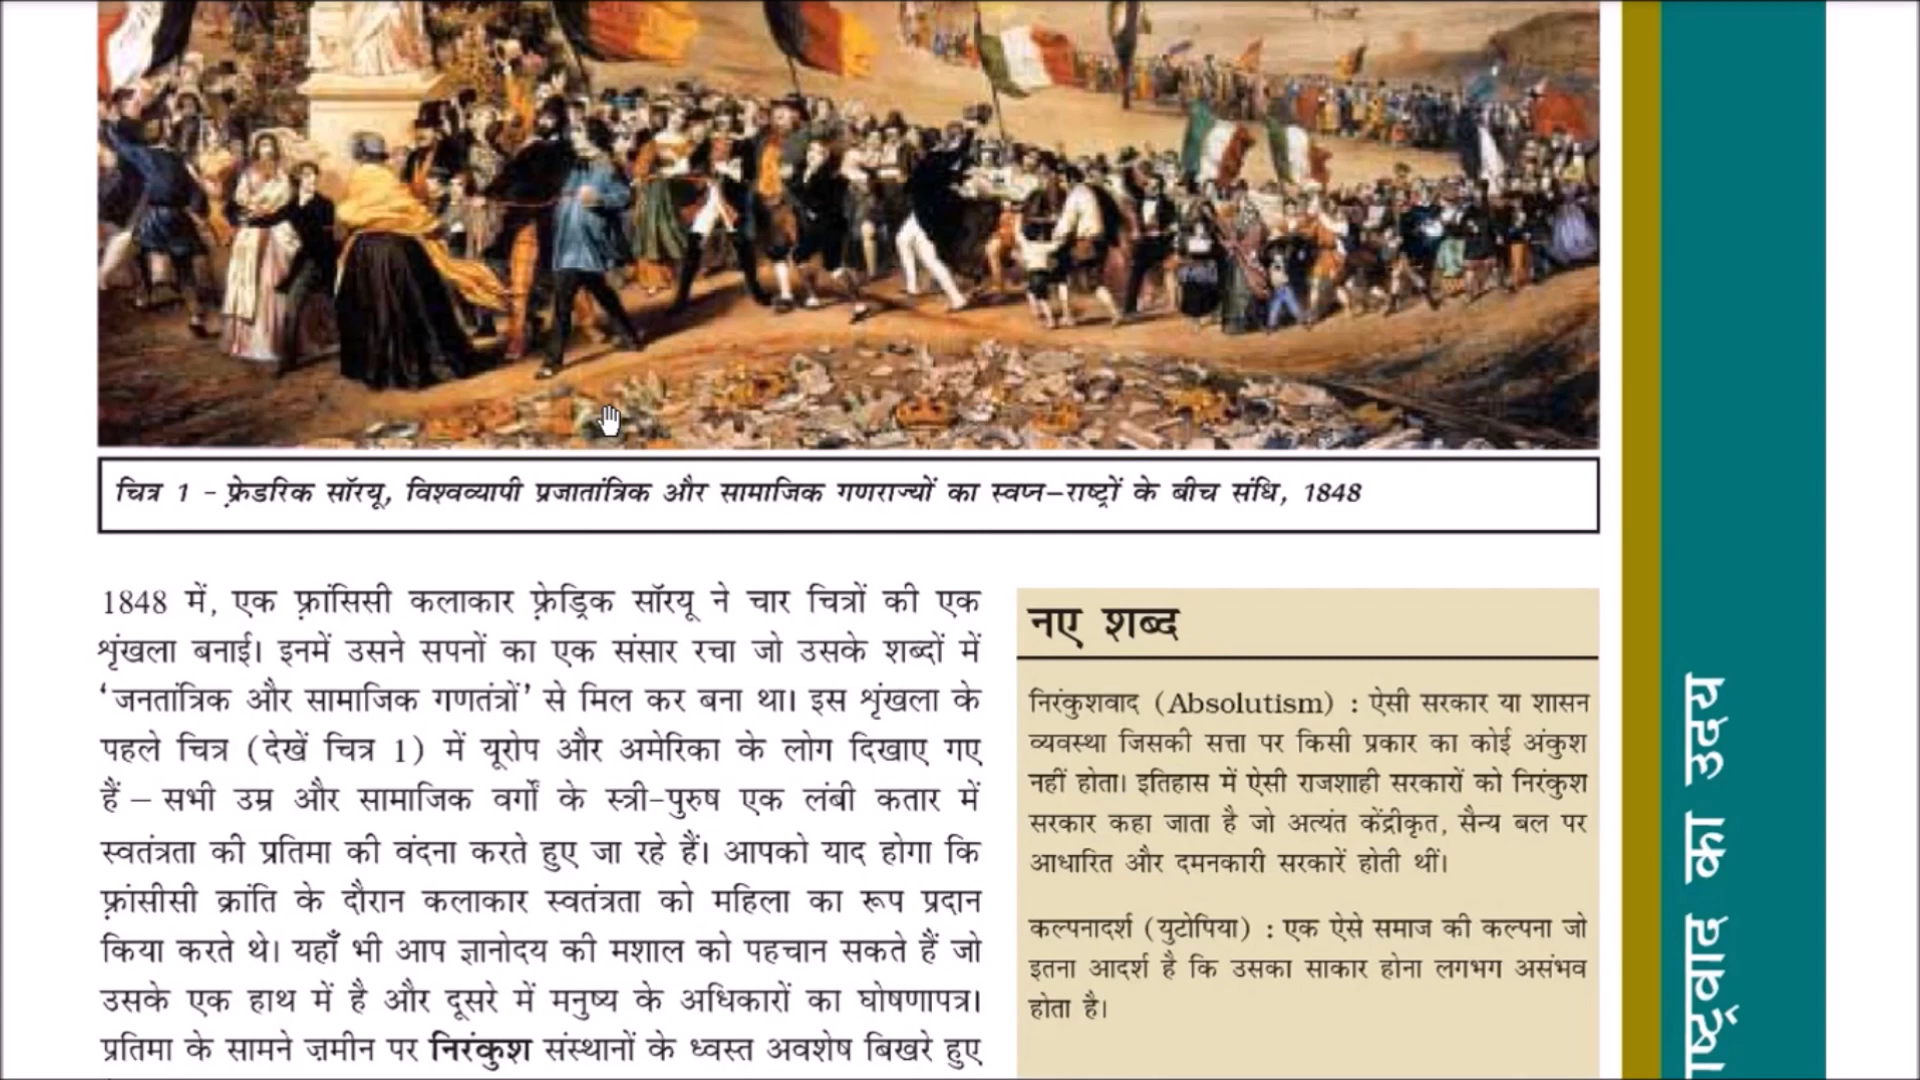 चित्र 1 - फ़्रेडरिक सॉरयू, विश्वव्यापी प्रजातांत्रिक और सामाजिक गणराज्यों का स्वप्न–राष्ट्रों के बीच संधि, 1848
1848 में, एक फ़्रांसिसी कलाकार फ़्रेड्रिक सॉरयू ने चार चित्रों की एक
शृंखला बनाई। इनमें उसने सपनों का एक संसार रचा जो उसके शब्दों में
‘जनतांत्रिक और सामाजिक गणतंत्रों’ से मिल कर बना था। इस शृंखला के
पहले चित्र (देखें चित्र 1) में यूरोप और अमेरिका के लोग दिखाए गए
हैं – सभी उम्र और सामाजिक वर्गों के स्त्री-पुरुष एक लंबी कतार में
स्वतंत्रता की प्रतिमा की वंदना करते हुए जा रहे हैं। आपको याद होगा कि
फ़्रांसीसी क्रांति के दौरान कलाकार स्वतंत्रता को महिला का रूप प्रदान
किया करते थे। यहाँ भी आप ज्ञानोदय की मशाल को पहचान सकते हैं जो
उसके एक हाथ में है और दूसरे में मनुष्य के अधिकारों का घोषणापत्र।
प्रतिमा के सामने ज़मीन पर निरंकुश संस्थानों के ध्वस्त अवशेष बिखरे हुए
नए शब्द
निरंकुशवाद (Absolutism) : ऐसी सरकार या शासन
व्यवस्था जिसकी सत्ता पर किसी प्रकार का कोई अंकुश
नहीं होता। इतिहास में ऐसी राजशाही सरकारों को निरंकुश
सरकार कहा जाता है जो अत्यंत केंद्रीकृत, सैन्य बल पर
आधारित और दमनकारी सरकारें होती थीं।
कल्पनादर्श (युटोपिया) : एक ऐसे समाज की कल्पना जो
इतना आदर्श है कि उसका साकार होना लगभग असंभव
होता है।
का उदय